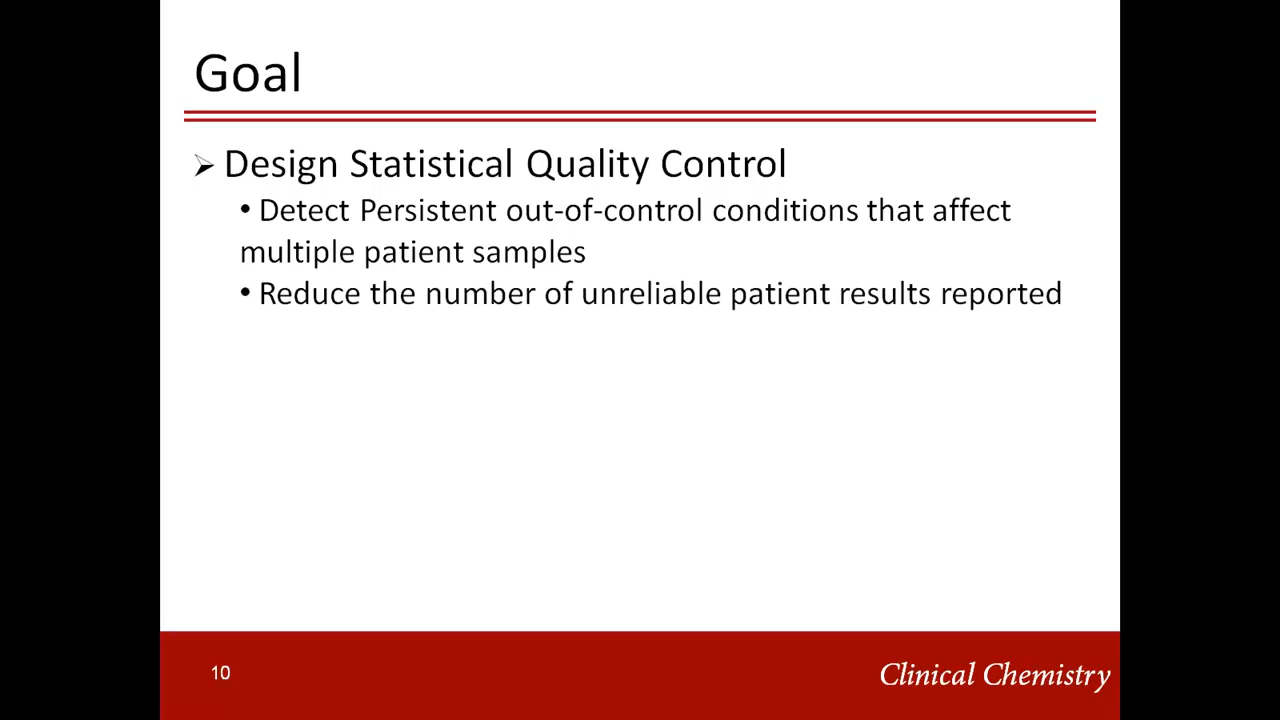 Goal
➢ Design Statistical Quality Control
• Detect Persistent out-of-control conditions that affect
multiple patient samples
• Reduce the number of unreliable patient results reported
10
Clinical Chemistry